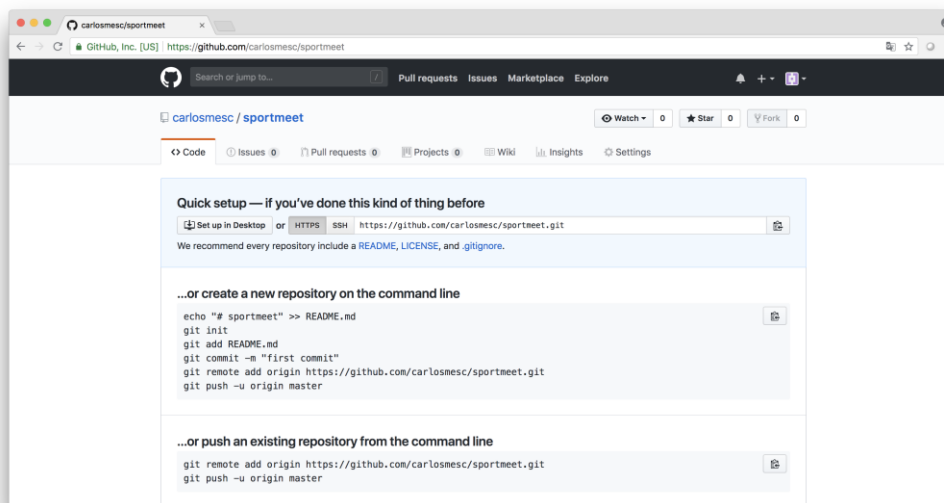 carlosmesc/sportmeet
GitHub, Inc. [US] https://github.com/carlosmesc/sportmeet
Search or jump to... / Pull requests Issues Marketplace Explore
carlosmesc / sportmeet Watch 0 Star 0 Fork 0
Code Issues 0 Pull requests 0 Projects 0 Wiki Insights Settings
Quick setup — if you've done this kind of thing before
Set up in Desktop or HTTPS SSH https://github.com/carlosmesc/sportmeet.git
We recommend every repository include a README, LICENSE, and .gitignore.
...or create a new repository on the command line
echo "# sportmeet" >> README.md
git init
git add README.md
git commit -m "first commit"
git remote add origin https://github.com/carlosmesc/sportmeet.git
git push -u origin master
...or push an existing repository from the command line
git remote add origin https://github.com/carlosmesc/sportmeet.git
git push -u origin master